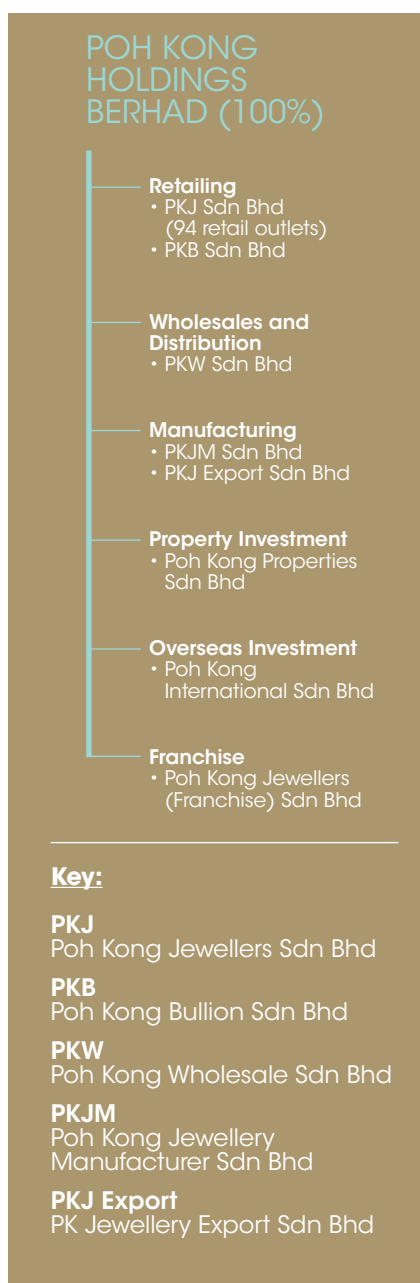 POH KONG
HOLDINGS
BERHAD (100%)
Retailing
• PKJ Sdn Bhd
(94 retail outlets)
• PKB Sdn Bhd
Wholesales and
Distribution
• PKW Sdn Bhd
Manufacturing
• PKJM Sdn Bhd
• PKJ Export Sdn Bhd
Property Investment
• Poh Kong Properties
Sdn Bhd
Overseas Investment
• Poh Kong
International Sdn Bhd
Franchise
• Poh Kong Jewellers
(Franchise) Sdn Bhd
Key:
PKJ
Poh Kong Jewellers Sdn Bhd
PKB
Poh Kong Bullion Sdn Bhd
PKW
Poh Kong Wholesale Sdn Bhd
PKJM
Poh Kong Jewellery
Manufacturer Sdn Bhd
PKJ Export
PK Jewellery Export Sdn Bhd